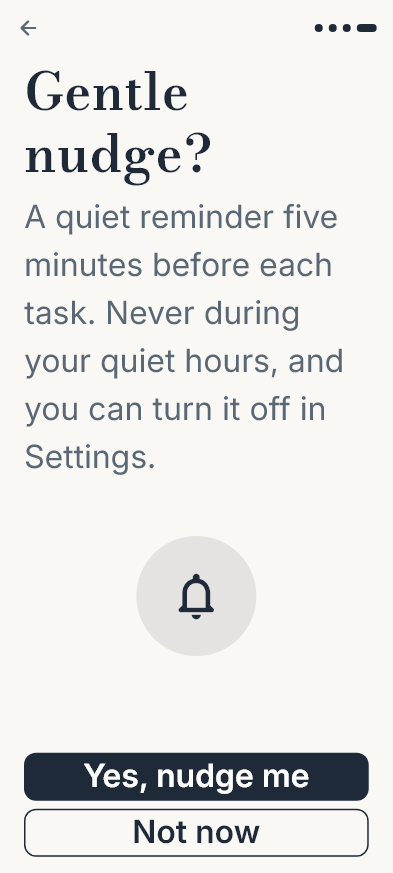 Gentle
nudge?
A quiet reminder five
minutes before each
task. Never during
your quiet hours, and
you can turn it off in
Settings.
Yes, nudge me
Not now